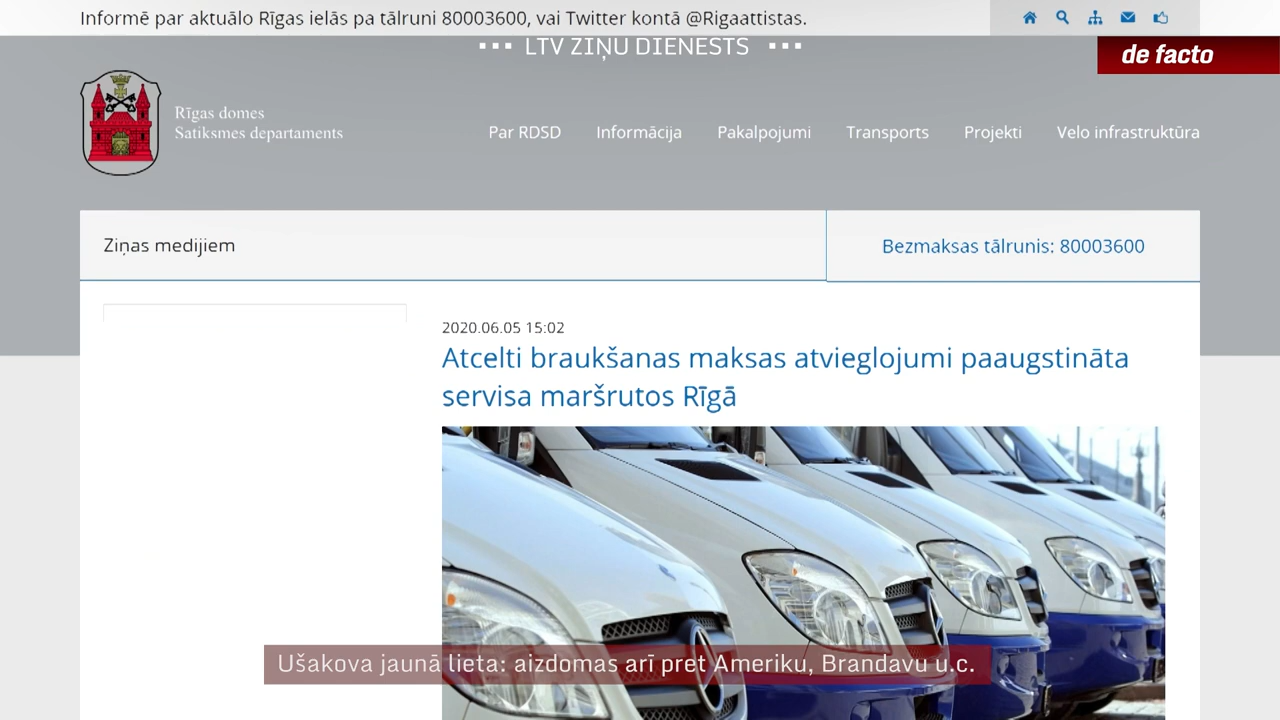 Informē par aktuālo Rīgas ielās pa tālruni 80003600, vai Twitter kontā @Rigaattistas.
LTV ZIŅU DIENESTS
de facto
Rīgas domes
Satiksmes departaments
Par RDSD Informācija Pakalpojumi Transports Projekti Velo infrastruktūra
Ziņas medijiem
Bezmaksas tālrunis: 80003600
2020.06.05 15:02
Atcelti braukšanas maksas atvieglojumi paaugstināta
servisa maršrutos Rīgā
Ušakova jaunā lieta: aizdomas arī pret Ameriku, Brandavu u.c.